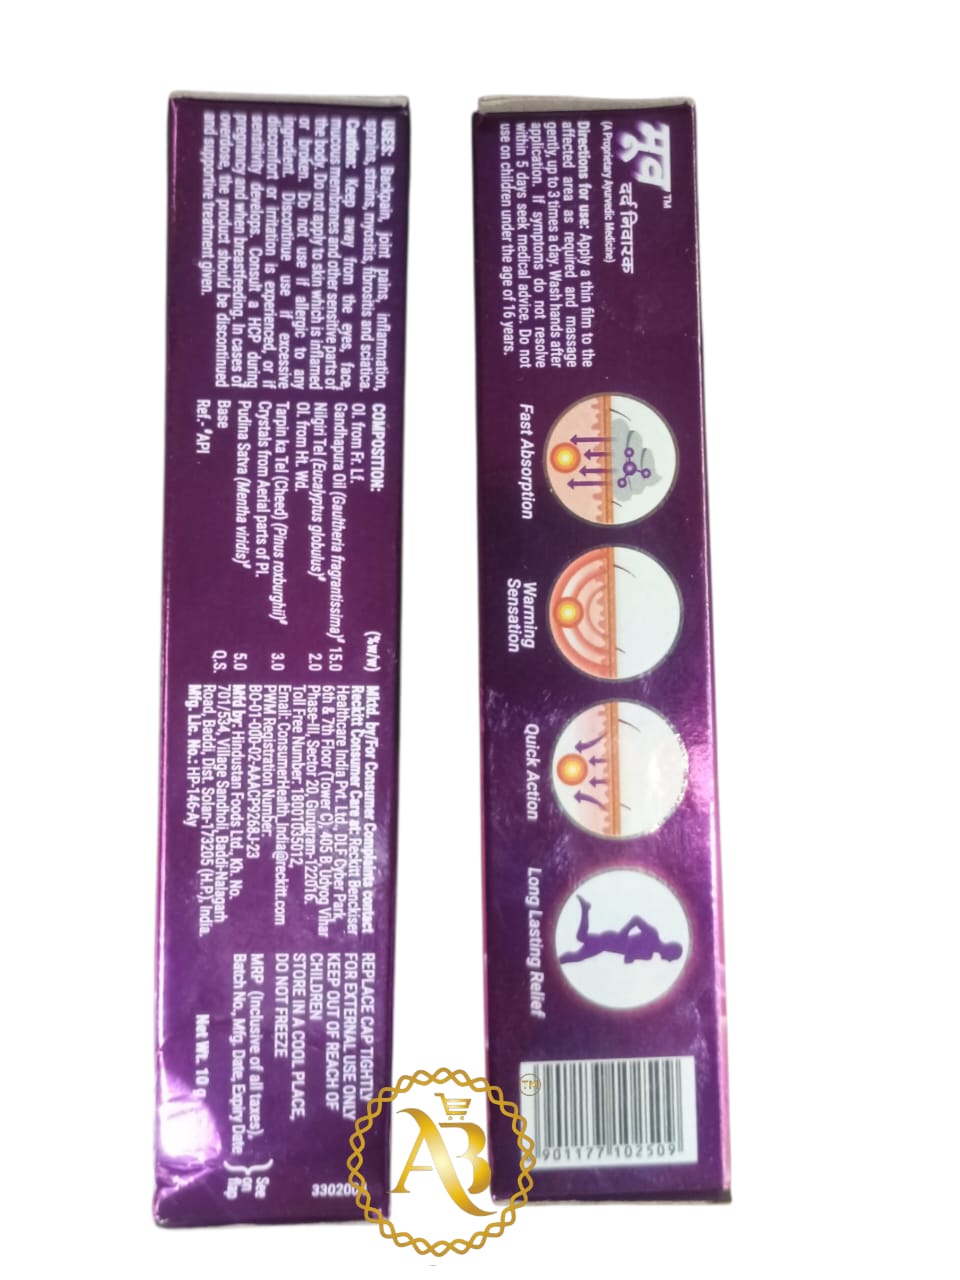 मूव™
दर्द निवारक
(A Proprietary Ayurvedic Medicine)
Directions for use: Apply a thin film to the
affected area as required and massage
gently, up to 3 times a day. Wash hands after
application. If symptoms do not resolve
within 5 days seek medical advice. Do not
use on children under the age of 16 years.
Fast Absorption
Warming
Sensation
Quick Action
Long Lasting Relief
901177 102509
USES: Backpain, joint pains, inflammation,
sprains, strains, myositis, fibrositis and sciatica.
Caution: Keep away from the eyes, face,
mucous membranes and other sensitive parts of
the body. Do not apply to skin which is inflamed
or broken. Do not use if allergic to any
ingredient. Discontinue use if excessive
discomfort or irritation is experienced, or if
sensitivity develops. Consult a HCP during
pregnancy and when breastfeeding. In cases of
overdose, the product should be discontinued
and supportive treatment given.
COMPOSITION: (%w/w)
Ol. from Fr. Lf.
Gandhapura Oil (Gaultheria fragrantissima)# 15.0
Nilgiri Tel (Eucalyptus globulus)# 2.0
Ol. from Ht. Wd.
Tarpin ka Tel (Cheed) (Pinus roxburghii)# 3.0
Crystals from Aerial parts of Pl.
Pudina Satva (Mentha viridis)# 5.0
Base Q.S.
Ref.- #API
Mktd. by/For Consumer Complaints contact
Reckitt Consumer Care at: Reckitt Benckiser
Healthcare India Pvt. Ltd., DLF Cyber Park,
6th & 7th Floor (Tower C), 405 B, Udyog Vihar
Phase-III, Sector 20, Gurugram-122016.
Toll Free Number: 18001035012,
Email: ConsumerHealth_India@reckitt.com
PWM Registration Number:
BO-01-000-02-AAACP9268J-23
Mfd by: Hindustan Foods Ltd., Kh. No.
701/534, Village Sandholi, Baddi-Nalagarh
Road, Baddi, Dist. Solan-173205 (H.P.), India.
Mfg. Lic. No.: HP-146-Ay
REPLACE CAP TIGHTLY
FOR EXTERNAL USE ONLY
KEEP OUT OF REACH OF
CHILDREN
STORE IN A COOL PLACE,
DO NOT FREEZE
MRP (Inclusive of all taxes),
Batch No., Mfg. Date, Expiry Date
See
on
flap
Net Wt. 10 g
AB
TM